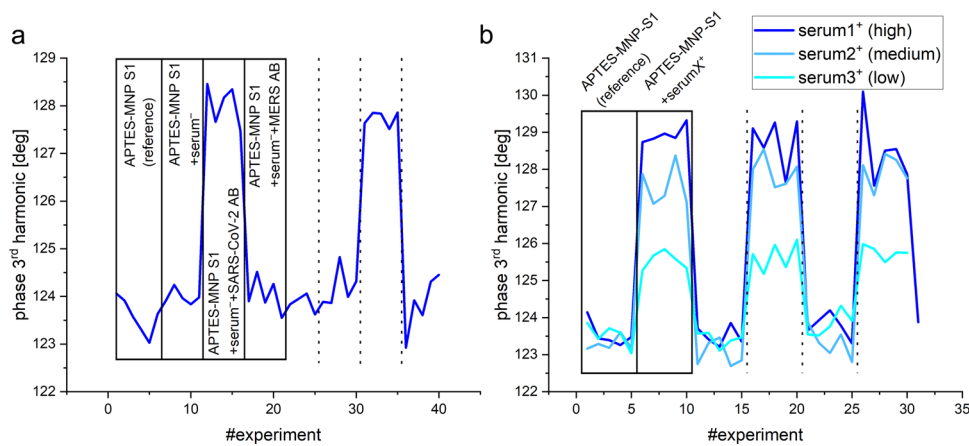 a
129
128
127
126
125
124
123
122
phase 3rd harmonic [deg]
0
10
20
30
40
#experiment
APTES-MNP S1
(reference)
APTES-MNP S1
+serum⁻
APTES-MNP S1
+serum⁻+SARS-CoV-2 AB
APTES-MNP S1
+serum⁻+MERS AB
b
131
130
129
128
127
126
125
124
123
122
phase 3rd harmonic [deg]
0
5
10
15
20
25
30
35
#experiment
APTES-MNP-S1
(reference)
APTES-MNP-S1
+serumX⁺
serum1⁺ (high)
serum2⁺ (medium)
serum3⁺ (low)